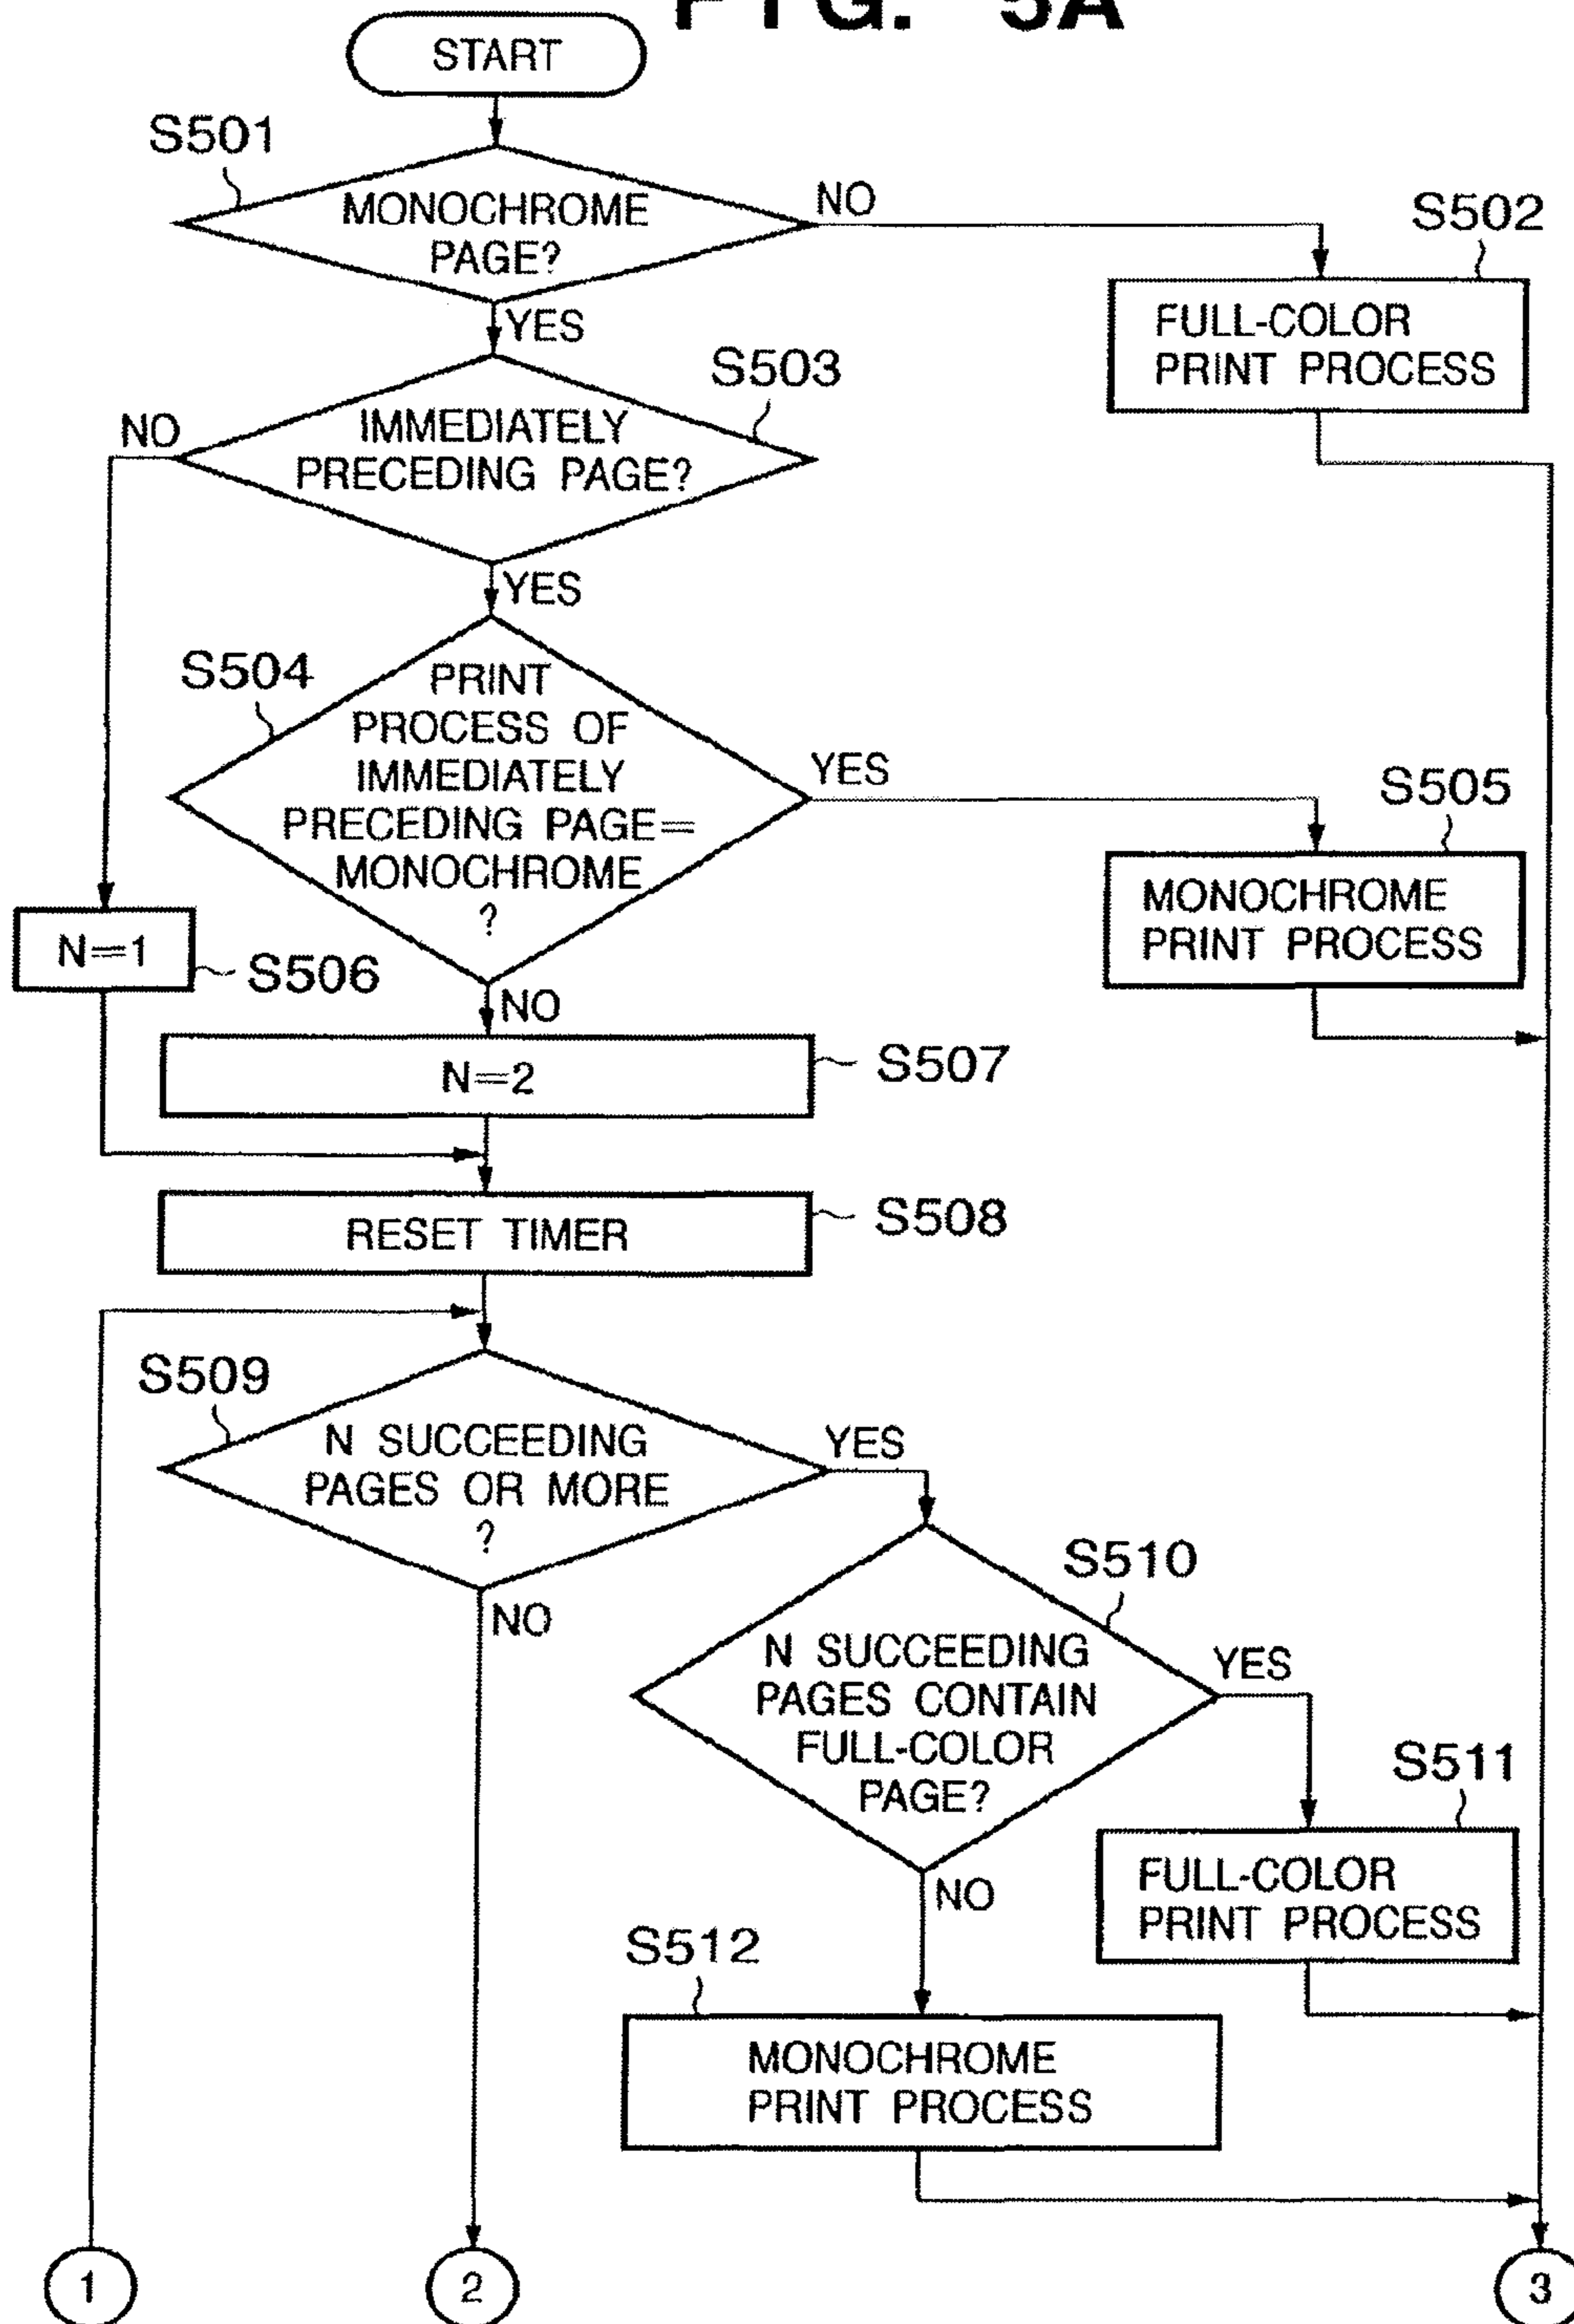 FIG. 5A
START
S501
MONOCHROME
PAGE?
NO
S502
FULL-COLOR
PRINT PROCESS
YES
S503
IMMEDIATELY
PRECEDING PAGE?
NO
YES
S504
PRINT
PROCESS OF
IMMEDIATELY
PRECEDING PAGE=
MONOCHROME
?
YES
S505
MONOCHROME
PRINT PROCESS
N=1
S506
NO
N=2
S507
RESET TIMER
S508
S509
N SUCCEEDING
PAGES OR MORE
?
YES
NO
S510
N SUCCEEDING
PAGES CONTAIN
FULL-COLOR
PAGE?
YES
S511
FULL-COLOR
PRINT PROCESS
NO
S512
MONOCHROME
PRINT PROCESS
1
2
3